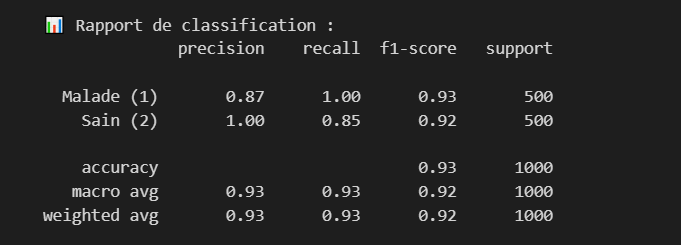 📊 Rapport de classification :
precision recall f1-score support
Malade (1) 0.87 1.00 0.93 500
Sain (2) 1.00 0.85 0.92 500
accuracy 0.93 1000
macro avg 0.93 0.93 0.92 1000
weighted avg 0.93 0.93 0.92 1000